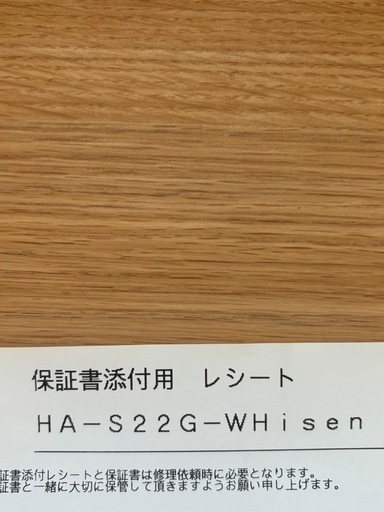 保証書添付用　レシート
ＨＡ－Ｓ２２Ｇ－ＷＨｉｓｅｎ
証書添付レシートと保証書は修理依頼時に必要となります。
証書と一緒に大切に保管して頂きますようお願い申し上げます。